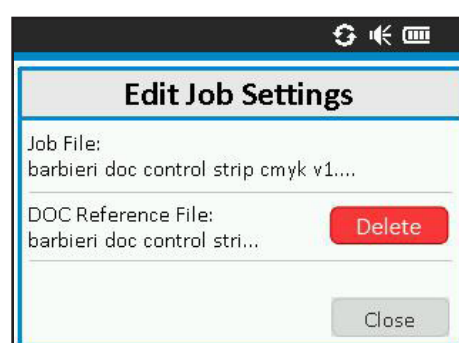 Edit Job Settings
Job File:
barbieri doc control strip cmyk v1....
DOC Reference File:
barbieri doc control stri...
Delete
Close